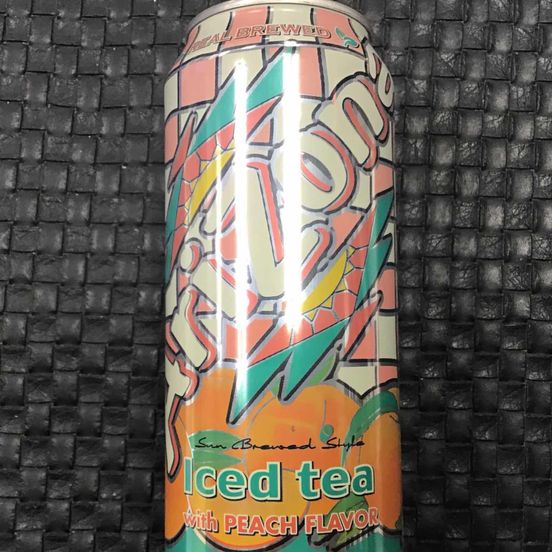 REAL BREWED
AriZona
Sun Brewed Style
Iced tea
with PEACH FLAVOR